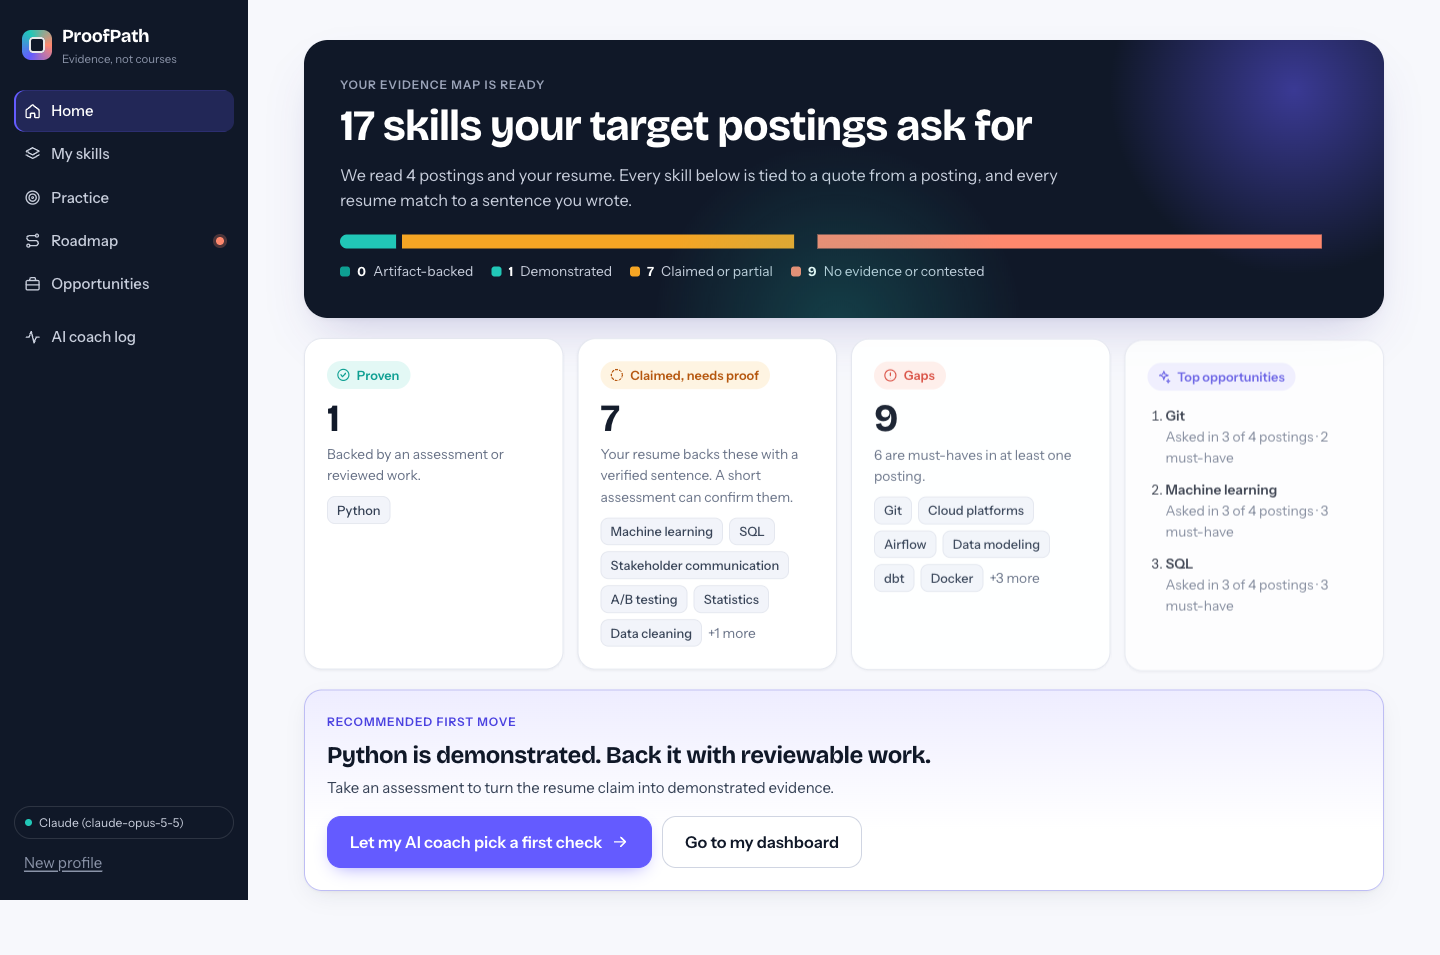 ProofPath
Evidence, not courses
Home
My skills
Practice
Roadmap
Opportunities
AI coach log
Claude (claude-opus-5-5)
New profile
YOUR EVIDENCE MAP IS READY
17 skills your target postings ask for
We read 4 postings and your resume. Every skill below is tied to a quote from a posting, and every
resume match to a sentence you wrote.
0 Artifact-backed 1 Demonstrated 7 Claimed or partial 9 No evidence or contested
Proven
1
Backed by an assessment or
reviewed work.
Python
Claimed, needs proof
7
Your resume backs these with a
verified sentence. A short
assessment can confirm them.
Machine learning SQL
Stakeholder communication
A/B testing Statistics
Data cleaning +1 more
Gaps
9
6 are must-haves in at least one
posting.
Git Cloud platforms
Airflow Data modeling
dbt Docker +3 more
Top opportunities
1. Git
Asked in 3 of 4 postings · 2
must-have
2. Machine learning
Asked in 3 of 4 postings · 3
must-have
3. SQL
Asked in 3 of 4 postings · 3
must-have
RECOMMENDED FIRST MOVE
Python is demonstrated. Back it with reviewable work.
Take an assessment to turn the resume claim into demonstrated evidence.
Let my AI coach pick a first check → Go to my dashboard